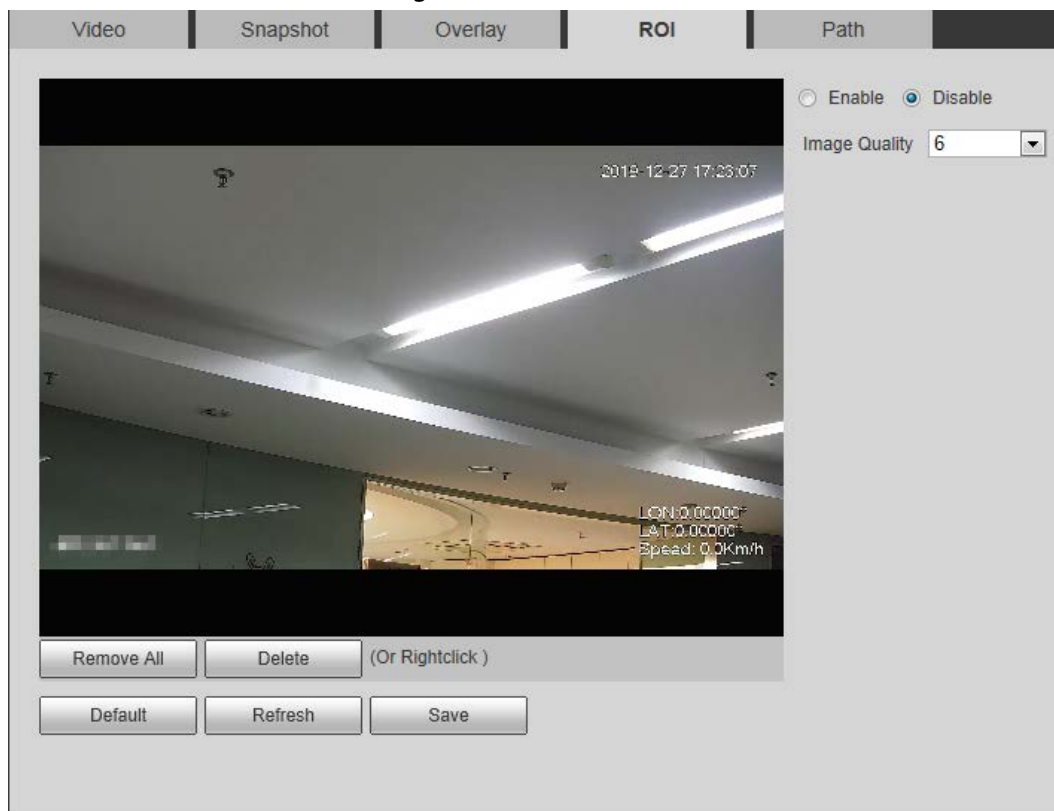 Video Snapshot Overlay ROI Path
Enable Disable
Image Quality 6
2019-12-27 17:23:07
LON:0.00000°
LAT:0.00000°
Speed: 0.0Km/h
Remove All Delete (Or Rightclick )
Default Refresh Save